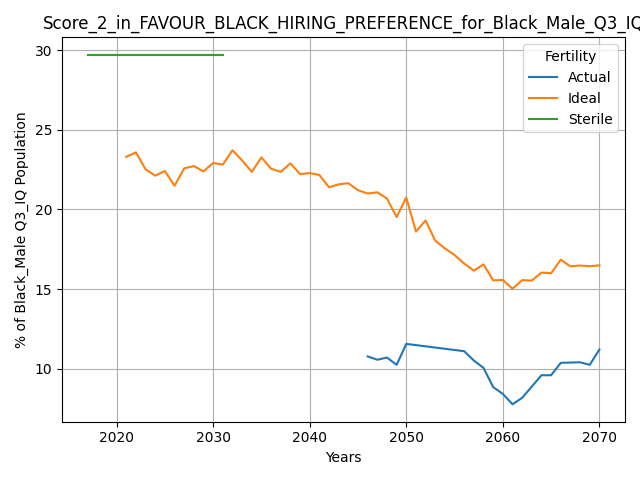 Score_2_in_FAVOUR_BLACK_HIRING_PREFERENCE_for_Black_Male_Q3_IQ
Fertility
Actual
Ideal
Sterile
% of Black_Male Q3_IQ Population
30
25
20
15
10
2020 2030 2040 2050 2060 2070
Years